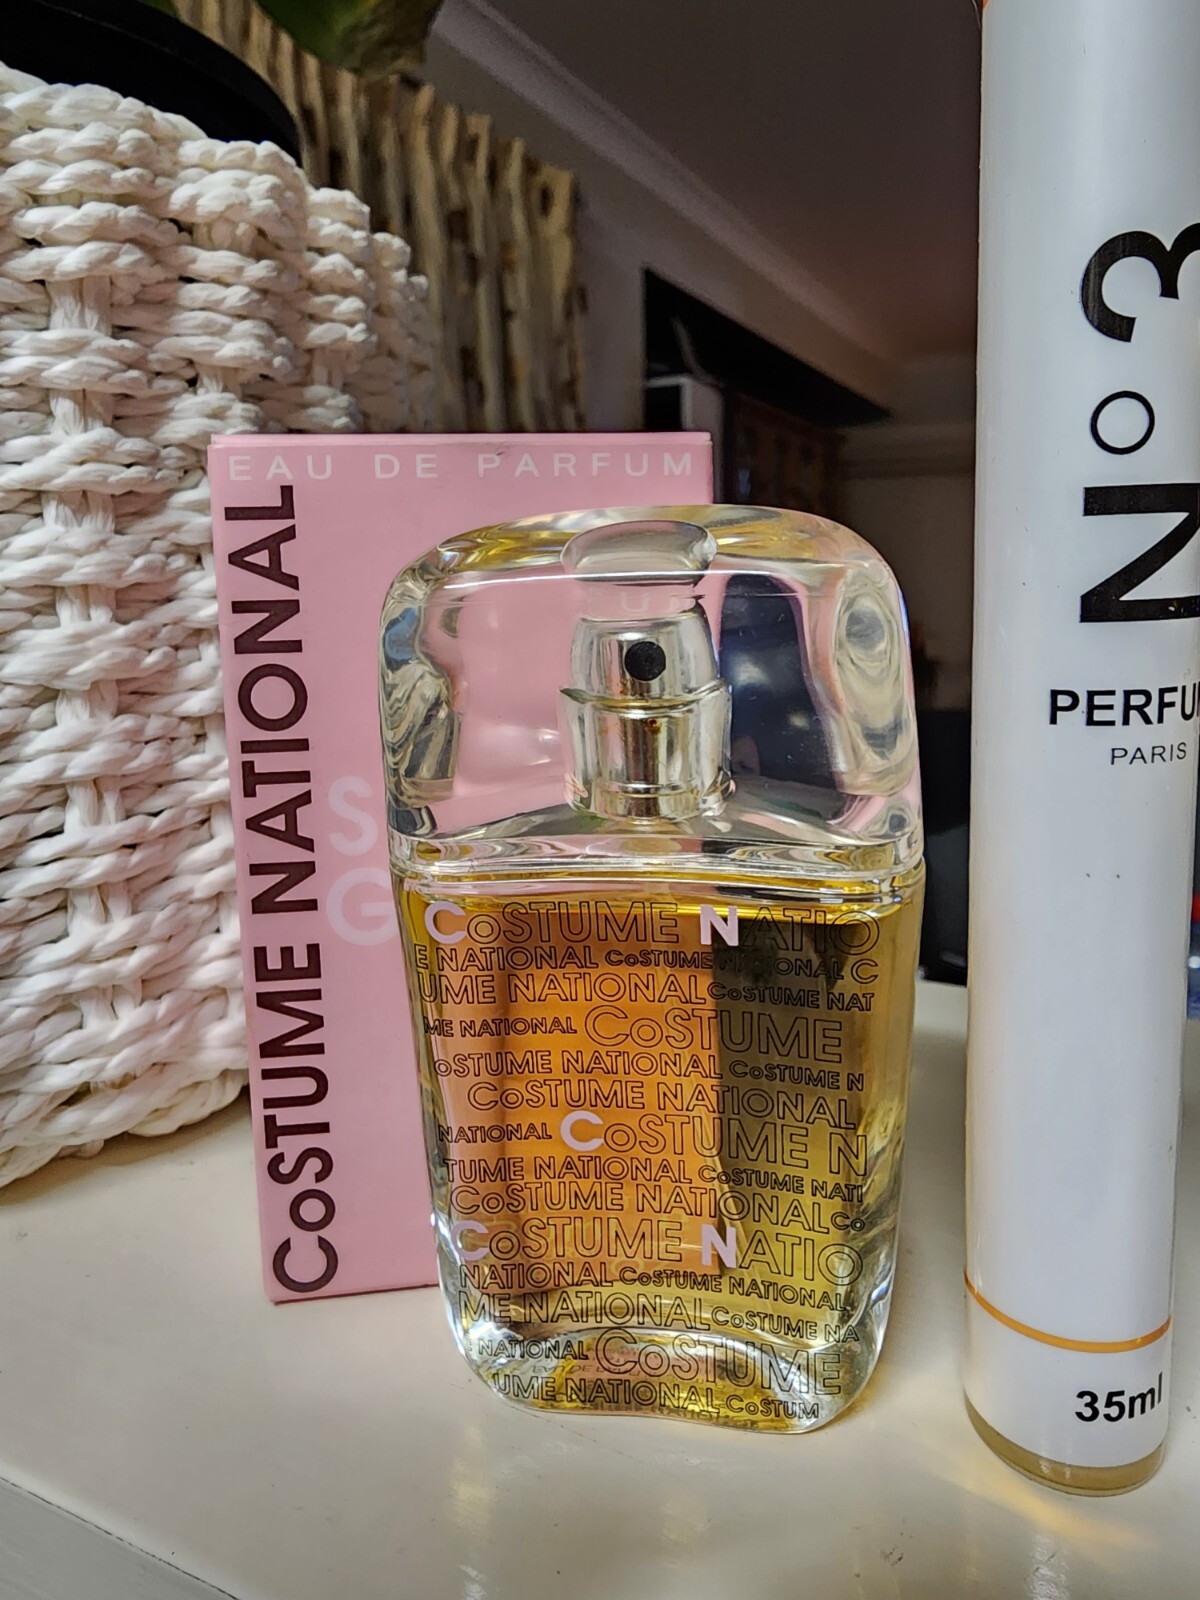 EAU DE PARFUM
CoSTUME NATIONAL
S
G
CoSTUME NATIO
E NATIONAL CoSTUME NATIONAL C
UME NATIONAL CoSTUME NAT
ME NATIONAL CoSTUME
oSTUME NATIONAL CoSTUME N
CoSTUME NATIONAL
NATIONAL CoSTUME N
TUME NATIONAL CoSTUME NATI
CoSTUME NATIONAL Co
CoSTUME NATIO
NATIONAL CoSTUME NATIONAL
ME NATIONAL CoSTUME NA
E NATIONAL CoSTUME
UME NATIONAL CoSTUM
No 3
PERFU
PARIS
35ml